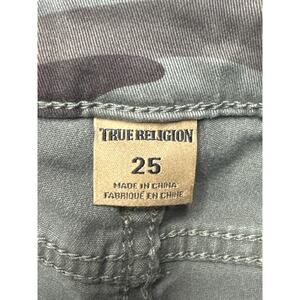 TRUE RELIGION
25
MADE IN CHINA
FABRIQUÉ EN CHINE